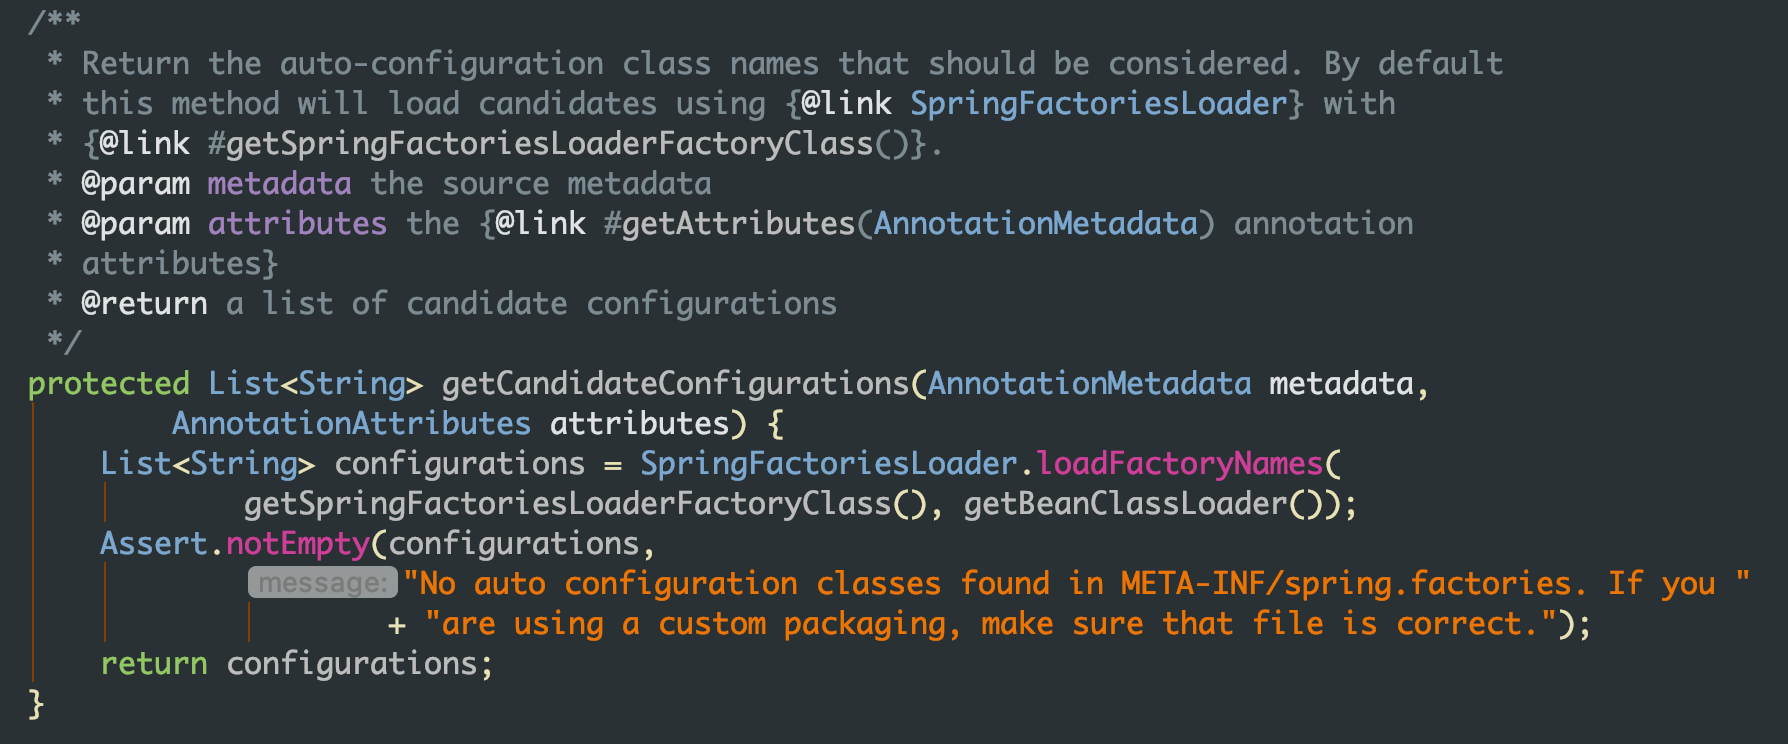 /**
 * Return the auto-configuration class names that should be considered. By default
 * this method will load candidates using {@link SpringFactoriesLoader} with
 * {@link #getSpringFactoriesLoaderFactoryClass()}.
 * @param metadata the source metadata
 * @param attributes the {@link #getAttributes(AnnotationMetadata) annotation
 * attributes}
 * @return a list of candidate configurations
 */
protected List<String> getCandidateConfigurations(AnnotationMetadata metadata,
        AnnotationAttributes attributes) {
    List<String> configurations = SpringFactoriesLoader.loadFactoryNames(
            getSpringFactoriesLoaderFactoryClass(), getBeanClassLoader());
    Assert.notEmpty(configurations,
            message: "No auto configuration classes found in META-INF/spring.factories. If you "
                    + "are using a custom packaging, make sure that file is correct.");
    return configurations;
}